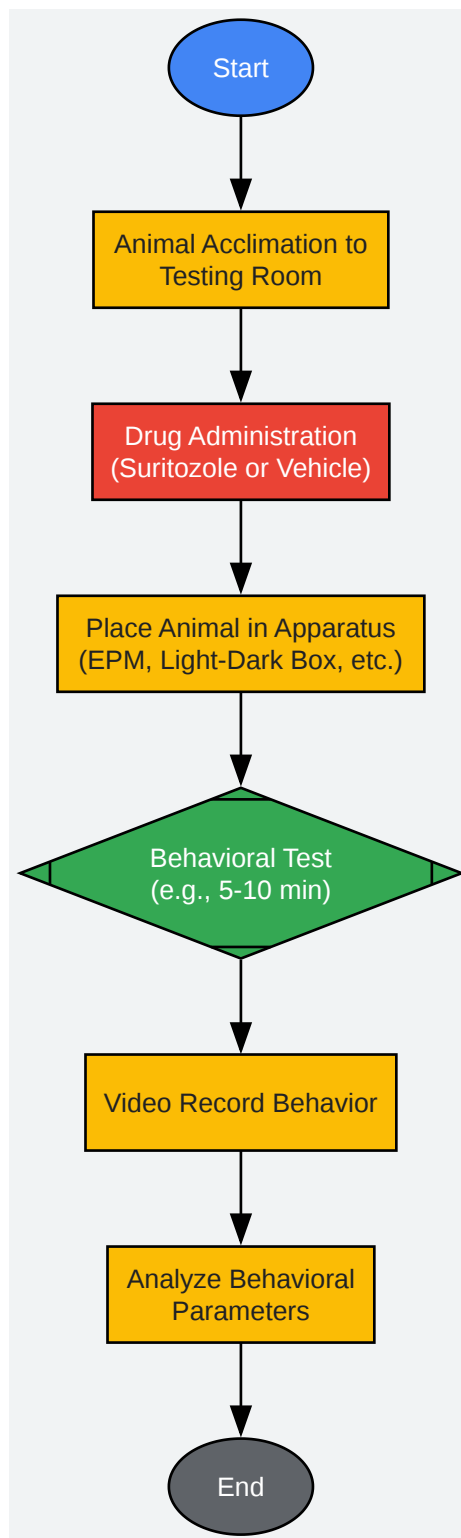 Start
Animal Acclimation to
Testing Room
Drug Administration
(Suritozole or Vehicle)
Place Animal in Apparatus
(EPM, Light-Dark Box, etc.)
Behavioral Test
(e.g., 5-10 min)
Video Record Behavior
Analyze Behavioral
Parameters
End